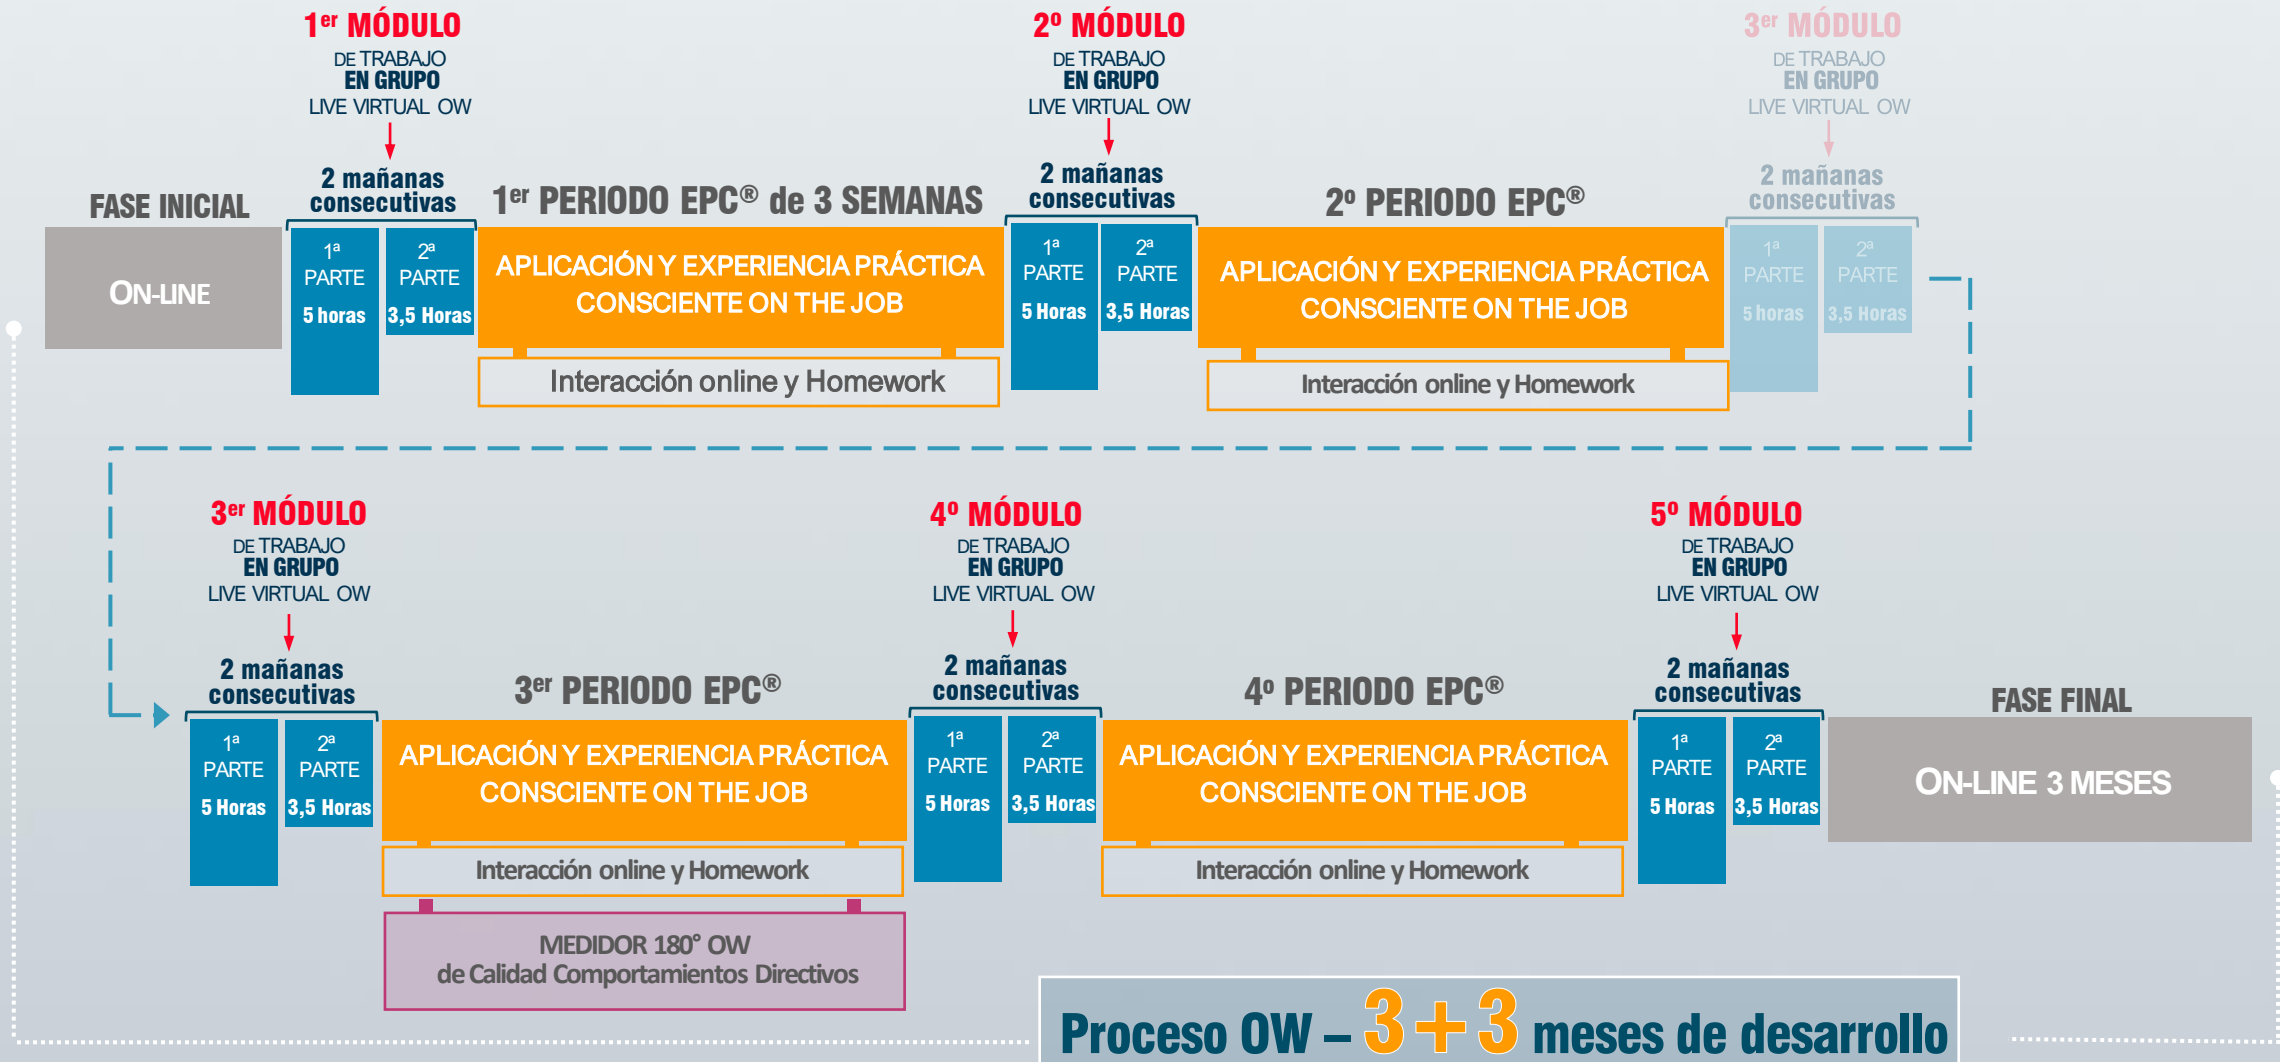 1er MÓDULO
DE TRABAJO
EN GRUPO
LIVE VIRTUAL OW
2 mañanas
consecutivas
2º MÓDULO
DE TRABAJO
EN GRUPO
LIVE VIRTUAL OW
2 mañanas
consecutivas
3er MÓDULO
DE TRABAJO
EN GRUPO
LIVE VIRTUAL OW
2 mañanas
consecutivas
FASE INICIAL
ON-LINE
1ª
PARTE
5 horas
2ª
PARTE
3,5 Horas
1er PERIODO EPC® de 3 SEMANAS
APLICACIÓN Y EXPERIENCIA PRÁCTICA
CONSCIENTE ON THE JOB
Interacción online y Homework
1ª
PARTE
5 Horas
2ª
PARTE
3,5 Horas
2º PERIODO EPC®
APLICACIÓN Y EXPERIENCIA PRÁCTICA
CONSCIENTE ON THE JOB
Interacción online y Homework
1ª
PARTE
5 horas
2ª
PARTE
3,5 Horas
3er MÓDULO
DE TRABAJO
EN GRUPO
LIVE VIRTUAL OW
2 mañanas
consecutivas
4º MÓDULO
DE TRABAJO
EN GRUPO
LIVE VIRTUAL OW
2 mañanas
consecutivas
5º MÓDULO
DE TRABAJO
EN GRUPO
LIVE VIRTUAL OW
2 mañanas
consecutivas
1ª
PARTE
5 Horas
2ª
PARTE
3,5 Horas
3er PERIODO EPC®
APLICACIÓN Y EXPERIENCIA PRÁCTICA
CONSCIENTE ON THE JOB
Interacción online y Homework
MEDIDOR 180° OW
de Calidad Comportamientos Directivos
1ª
PARTE
5 Horas
2ª
PARTE
3,5 Horas
4º PERIODO EPC®
APLICACIÓN Y EXPERIENCIA PRÁCTICA
CONSCIENTE ON THE JOB
Interacción online y Homework
1ª
PARTE
5 Horas
2ª
PARTE
3,5 Horas
FASE FINAL
ON-LINE 3 MESES
Proceso OW – 3+3 meses de desarrollo